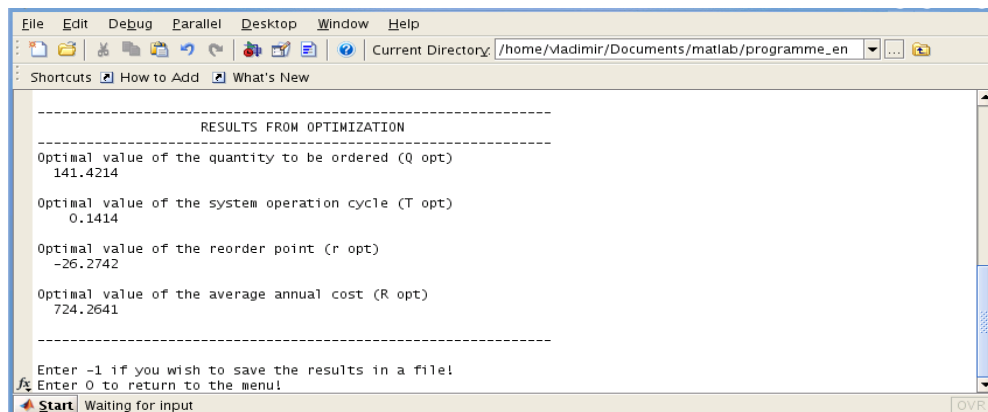 File Edit Debug Parallel Desktop Window Help
Current Directory: /home/vladimir/Documents/matlab/programme_en ...
Shortcuts How to Add What's New
---------------------------------------------------------------
RESULTS FROM OPTIMIZATION
---------------------------------------------------------------
Optimal value of the quantity to be ordered (Q opt)
141.4214
Optimal value of the system operation cycle (T opt)
0.1414
Optimal value of the reorder point (r opt)
-26.2742
Optimal value of the average annual cost (R opt)
724.2641
---------------------------------------------------------------
Enter -1 if you wish to save the results in a file!
fx Enter 0 to return to the menu!
Start Waiting for input OVR